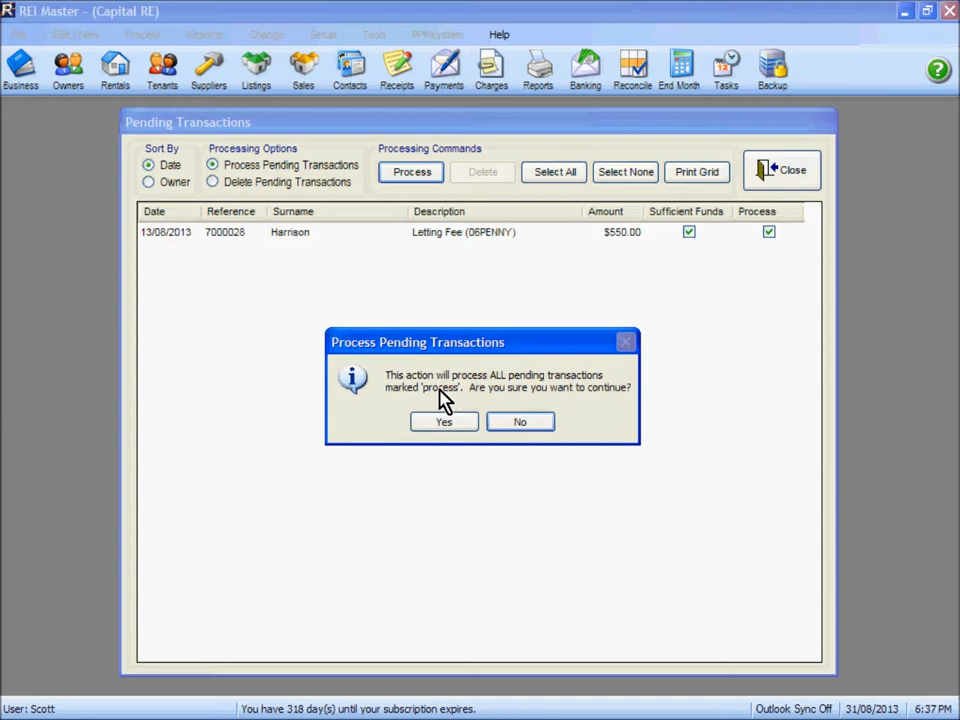 REI Master - (Capital RE)
File Edit / New Process Reports Change Setup Tools RPMsystem Help
Business Owners Rentals Tenants Suppliers Listings Sales Contacts Receipts Payments Charges Reports Banking Reconcile End Month Tasks Backup
Pending Transactions
Sort By Processing Options Processing Commands
Date Process Pending Transactions Process Delete Select All Select None Print Grid Close
Owner Delete Pending Transactions
Date Reference Surname Description Amount Sufficient Funds Process
13/08/2013 7000028 Harrison Letting Fee (06PENNY) $550.00
Process Pending Transactions
This action will process ALL pending transactions
marked 'process'. Are you sure you want to continue?
Yes No
User: Scott You have 318 day(s) until your subscription expires. Outlook Sync Off 31/08/2013 6:37 PM